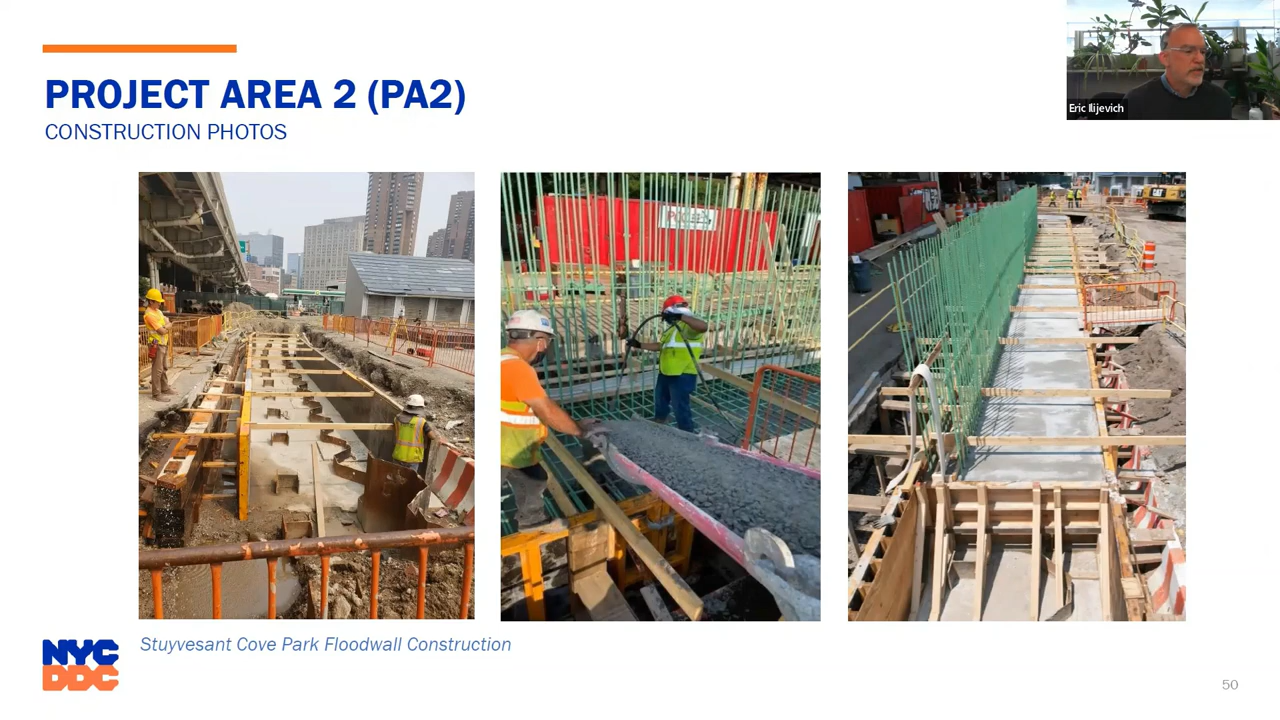 PROJECT AREA 2 (PA2)
CONSTRUCTION PHOTOS
Eric Ilijevich
Stuyvesant Cove Park Floodwall Construction
NYC
DDC
50